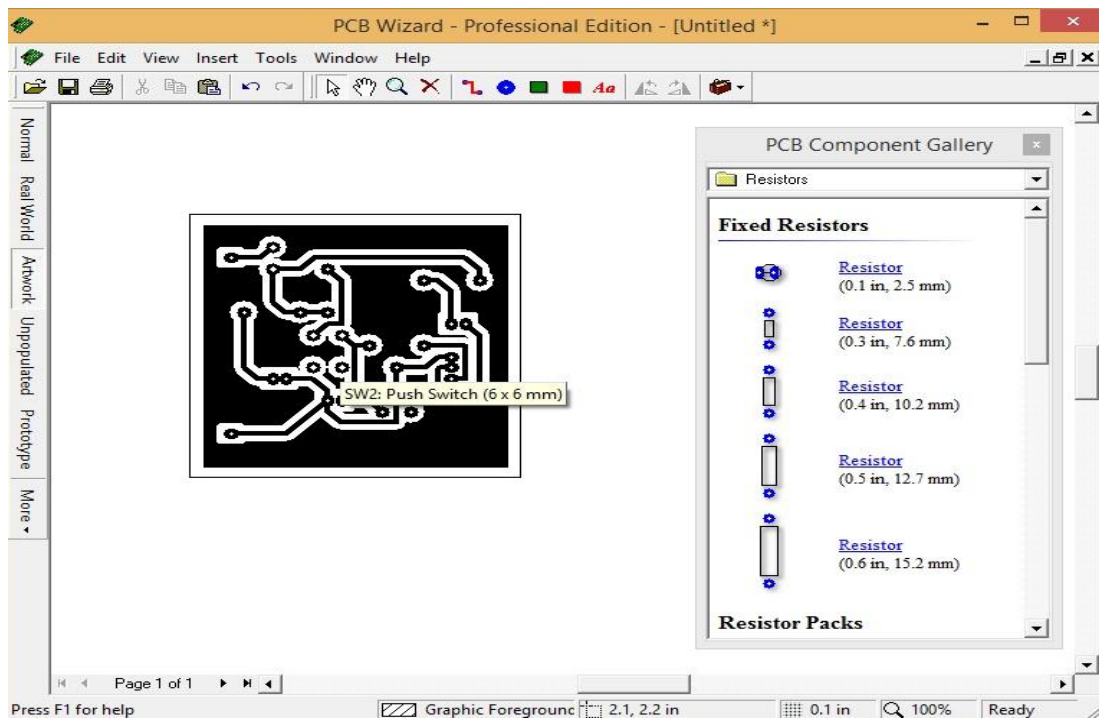 PCB Wizard - Professional Edition - [Untitled *]
File Edit View Insert Tools Window Help
Aa
Normal
Real World
Artwork
Unpopulated
Prototype
More
SW2: Push Switch (6 x 6 mm)
PCB Component Gallery
Resistors
Fixed Resistors
Resistor
(0.1 in, 2.5 mm)
Resistor
(0.3 in, 7.6 mm)
Resistor
(0.4 in, 10.2 mm)
Resistor
(0.5 in, 12.7 mm)
Resistor
(0.6 in, 15.2 mm)
Resistor Packs
Page 1 of 1
Press F1 for help Graphic Foregrounc 2.1, 2.2 in 0.1 in 100% Ready